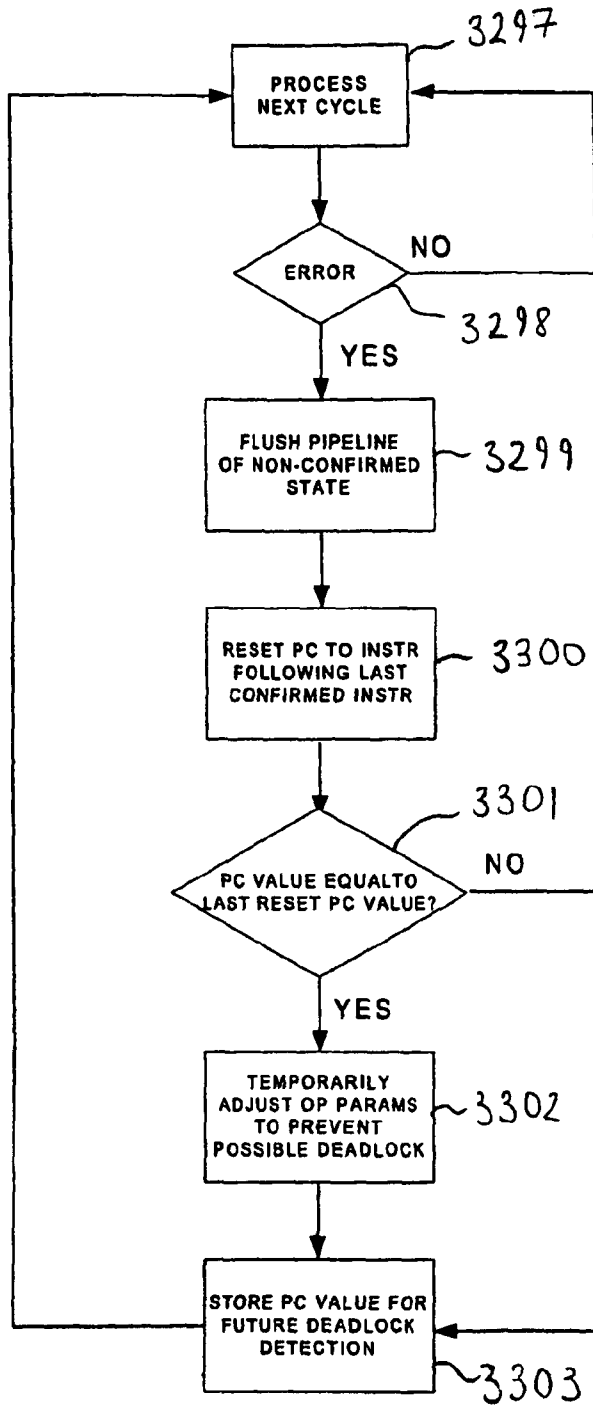 3297
PROCESS
NEXT CYCLE
ERROR
NO
3298
YES
FLUSH PIPELINE
OF NON-CONFIRMED
STATE
3299
RESET PC TO INSTR
FOLLOWING LAST
CONFIRMED INSTR
3300
3301
PC VALUE EQUALTO
LAST RESET PC VALUE?
NO
YES
TEMPORARILY
ADJUST OP PARAMS
TO PREVENT
POSSIBLE DEADLOCK
3302
STORE PC VALUE FOR
FUTURE DEADLOCK
DETECTION
3303